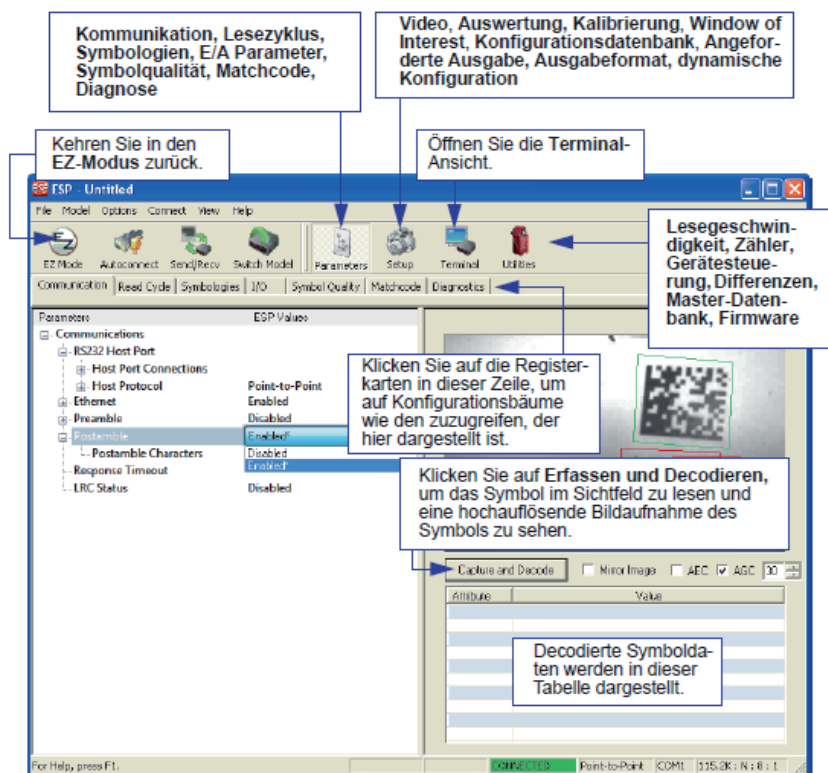 Kommunikation, Lesezyklus,
Symbologien, E/A Parameter,
Symbolqualität, Matchcode,
Diagnose
Video, Auswertung, Kalibrierung, Window of
Interest, Konfigurationsdatenbank, Angefor-
derte Ausgabe, Ausgabeformat, dynamische
Konfiguration
Kehren Sie in den
EZ-Modus zurück.
Öffnen Sie die Terminal-
Ansicht.
ESP - Untitled
File Model Options Connect View Help
EZ Mode Autoconnect Send/Recv Switch Model Parameters Setup Terminal Utilities
Lesegeschwin-
digkeit, Zähler,
Gerätesteue-
rung, Differenzen,
Master-Daten-
bank, Firmware
Communication Read Cycle Symbologies I/O Symbol Quality Matchcode Diagnostics
Parameters ESP Values
Communications
RS232 Host Port
Host Port Connections
Host Protocol Point-to-Point
Ethernet Enabled
Preamble Disabled
Postamble Enabled*
Postamble Characters Disabled
Enabled*
Response Timeout
LRC Status Disabled
Klicken Sie auf die Register-
karten in dieser Zeile, um
auf Konfigurationsbäume
wie den zuzugreifen, der
hier dargestellt ist.
Klicken Sie auf Erfassen und Decodieren,
um das Symbol im Sichtfeld zu lesen und
eine hochauflösende Bildaufnahme des
Symbols zu sehen.
Capture and Decode Mirror Image AEC AGC 30
Attribute Value
Decodierte Symbolda-
ten werden in dieser
Tabelle dargestellt.
For Help, press F1. CONNECTED Point-to-Point COM1 115.2K : N : 8 : 1